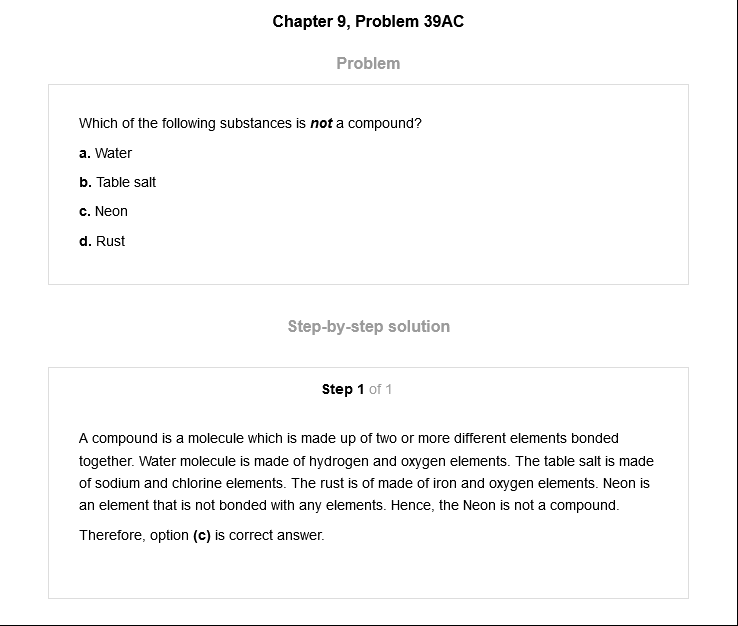 Chapter 9, Problem 39AC
Problem
Which of the following substances is not a compound?
a. Water
b. Table salt
c. Neon
d. Rust
Step-by-step solution
Step 1 of 1
A compound is a molecule which is made up of two or more different elements bonded
together. Water molecule is made of hydrogen and oxygen elements. The table salt is made
of sodium and chlorine elements. The rust is of made of iron and oxygen elements. Neon is
an element that is not bonded with any elements. Hence, the Neon is not a compound.
Therefore, option (c) is correct answer.